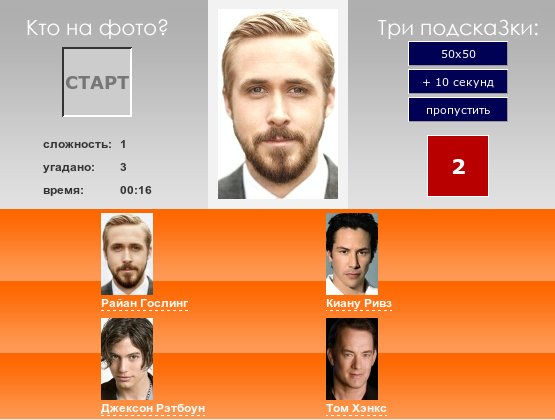 Кто на фото?
СТАРТ
сложность: 1
угадано: 3
время: 00:16
Три подсказки:
50x50
+ 10 секунд
пропустить
2
Райан Гослинг
Киану Ривз
Джексон Рэтбоун
Том Хэнкс